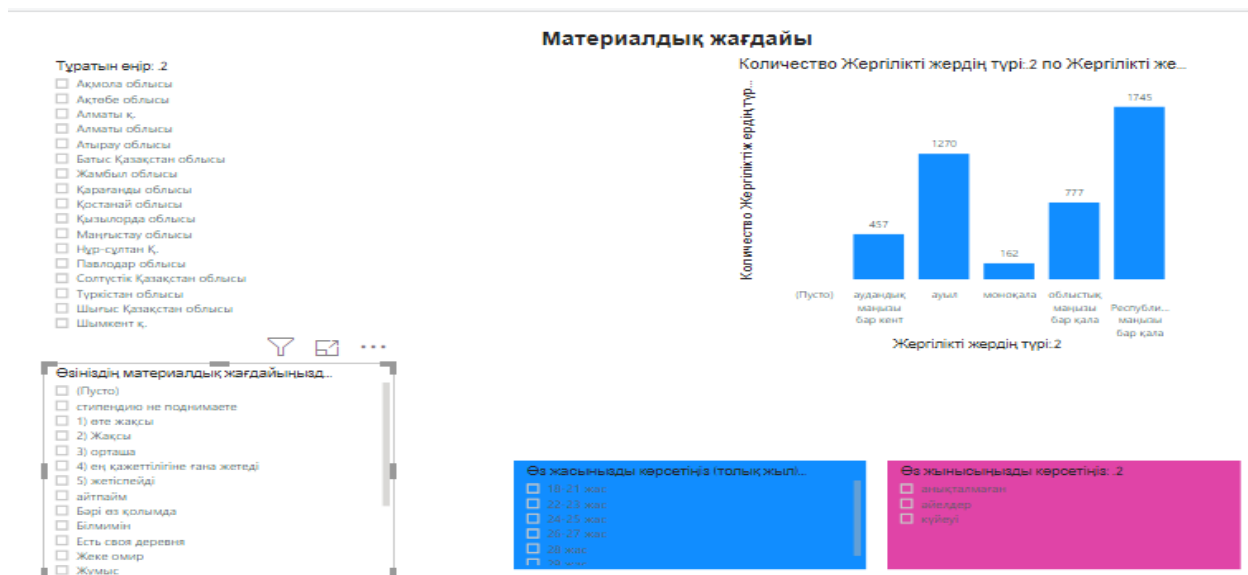 Материалдық жағдайы
Тұратын өңір: .2
Ақмола облысы
Ақтөбе облысы
Алматы қ.
Алматы облысы
Атырау облысы
Батыс Қазақстан облысы
Жамбыл облысы
Қарағанды облысы
Қостанай облысы
Қызылорда облысы
Маңғыстау облысы
Нұр-сұлтан Қ.
Павлодар облысы
Солтүстік Қазақстан облысы
Түркістан облысы
Шығыс Қазақстан облысы
Шымкент қ.
Количество Жергілікті жердің түрі:.2 по Жергілікті же...
Количество Жергілікті жердің түр...
1745
1270
777
457
162
(Пусто)
аудандық маңызы бар кент
ауыл
моноқала
облыстық маңызы бар қала
Республи... маңызы бар қала
Жергілікті жердің түрі:.2
Өзініздің материалдық жағдайыңызд...
(Пусто)
стипендию не поднимаете
1) өте жақсы
2) Жақсы
3) орташа
4) ең қажеттілігіне ғана жетеді
5) жетіспейді
айтпайм
Бәрі өз қолымда
Білмимін
Есть своя деревня
Жеке омир
Жұмыс
Өз жасыңызды көрсетіңіз (толық жыл)...
18-21 жас
22-23 жас
24-25 жас
26-27 жас
28 жас
29 жас
Өз жынысыңызды көрсетіңіз: .2
анықталмаған
әйелдер
күйеуі